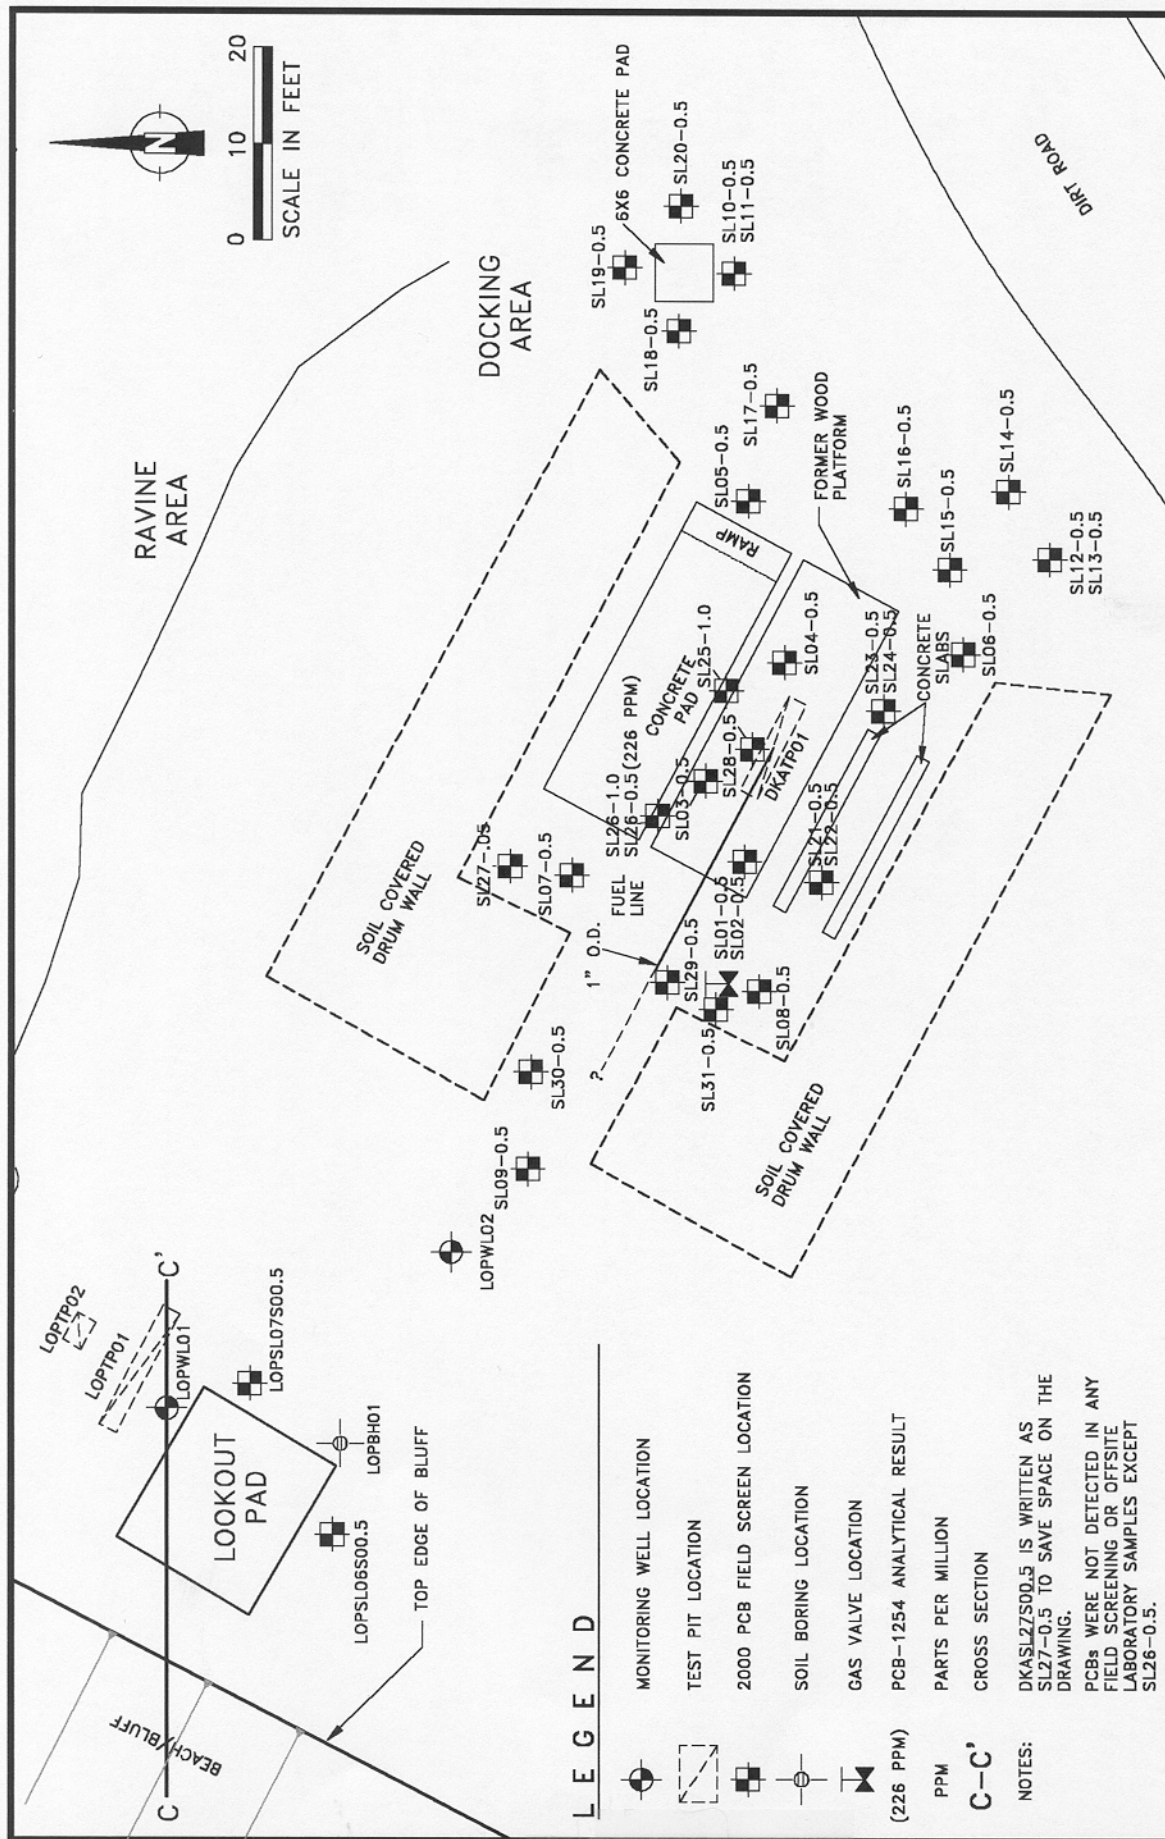 RAVINE
AREA
N
0 10 20
SCALE IN FEET
DOCKING
AREA
SL19-0.5
6X6 CONCRETE PAD
SL20-0.5
SL10-0.5
SL11-0.5
SL18-0.5
DIRT ROAD
SL17-0.5
SL05-0.5
RAMP
FORMER WOOD
PLATFORM
SL16-0.5
SL15-0.5
SL14-0.5
SL12-0.5
SL13-0.5
SL06-0.5
CONCRETE
SLABS
SL23-0.5
SL24-0.5
SL04-0.5
SL25-1.0
CONCRETE
PAD
SL28-0.5
DKATP01
SL26-1.0
SL26-0.5(226 PPM)
SL03-0.5
SL21-0.5
SL22-0.5
SL01-0.5
SL02-0.5
SL27-.05
SL07-0.5
FUEL
LINE
1" O.D.
SL29-0.5
SL08-0.5
SL31-0.5
?
SOIL COVERED
DRUM WALL
SOIL COVERED
DRUM WALL
SL30-0.5
SL09-0.5
LOPWL02
C'
LOPTP02
LOPTP01
LOPWL01
LOPSL07S00.5
LOPBH01
LOOKOUT
PAD
LOPSL06S00.5
TOP EDGE OF BLUFF
BEACH/BLUFF
C
LEGEND
MONITORING WELL LOCATION
TEST PIT LOCATION
2000 PCB FIELD SCREEN LOCATION
SOIL BORING LOCATION
GAS VALVE LOCATION
(226 PPM) PCB-1254 ANALYTICAL RESULT
PPM PARTS PER MILLION
C-C' CROSS SECTION
NOTES: DKASL27S00.5 IS WRITTEN AS
SL27-0.5 TO SAVE SPACE ON THE
DRAWING.
PCBs WERE NOT DETECTED IN ANY
FIELD SCREENING OR OFFSITE
LABORATORY SAMPLES EXCEPT
SL26-0.5.